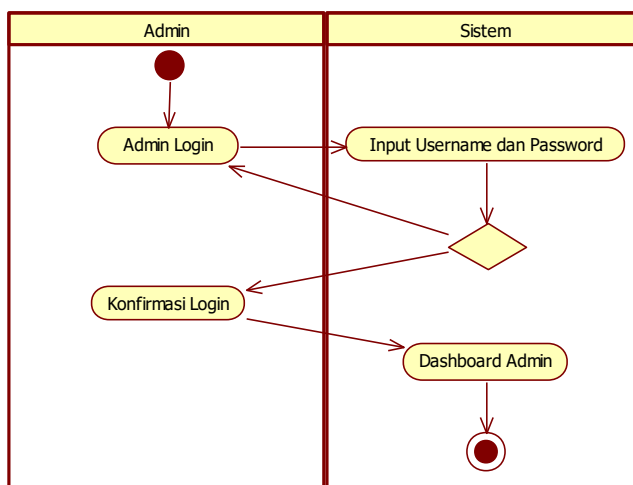 Admin
Sistem
Admin Login
Input Username dan Password
Konfirmasi Login
Dashboard Admin